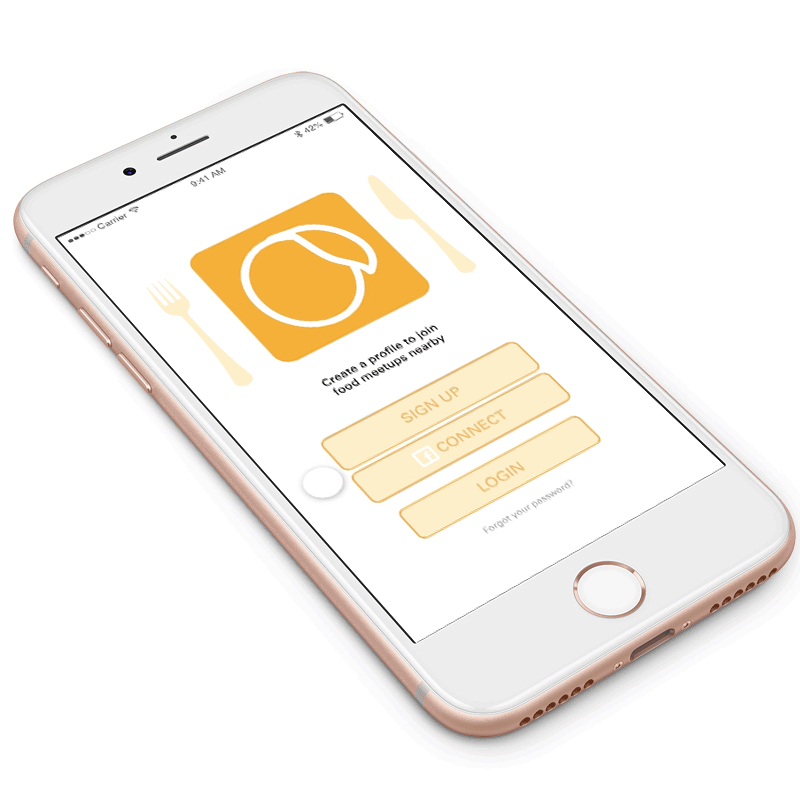 Carrier
9:41 AM
42%
Create a profile to join
food meetups nearby
SIGN UP
f CONNECT
LOGIN
Forgot your password?